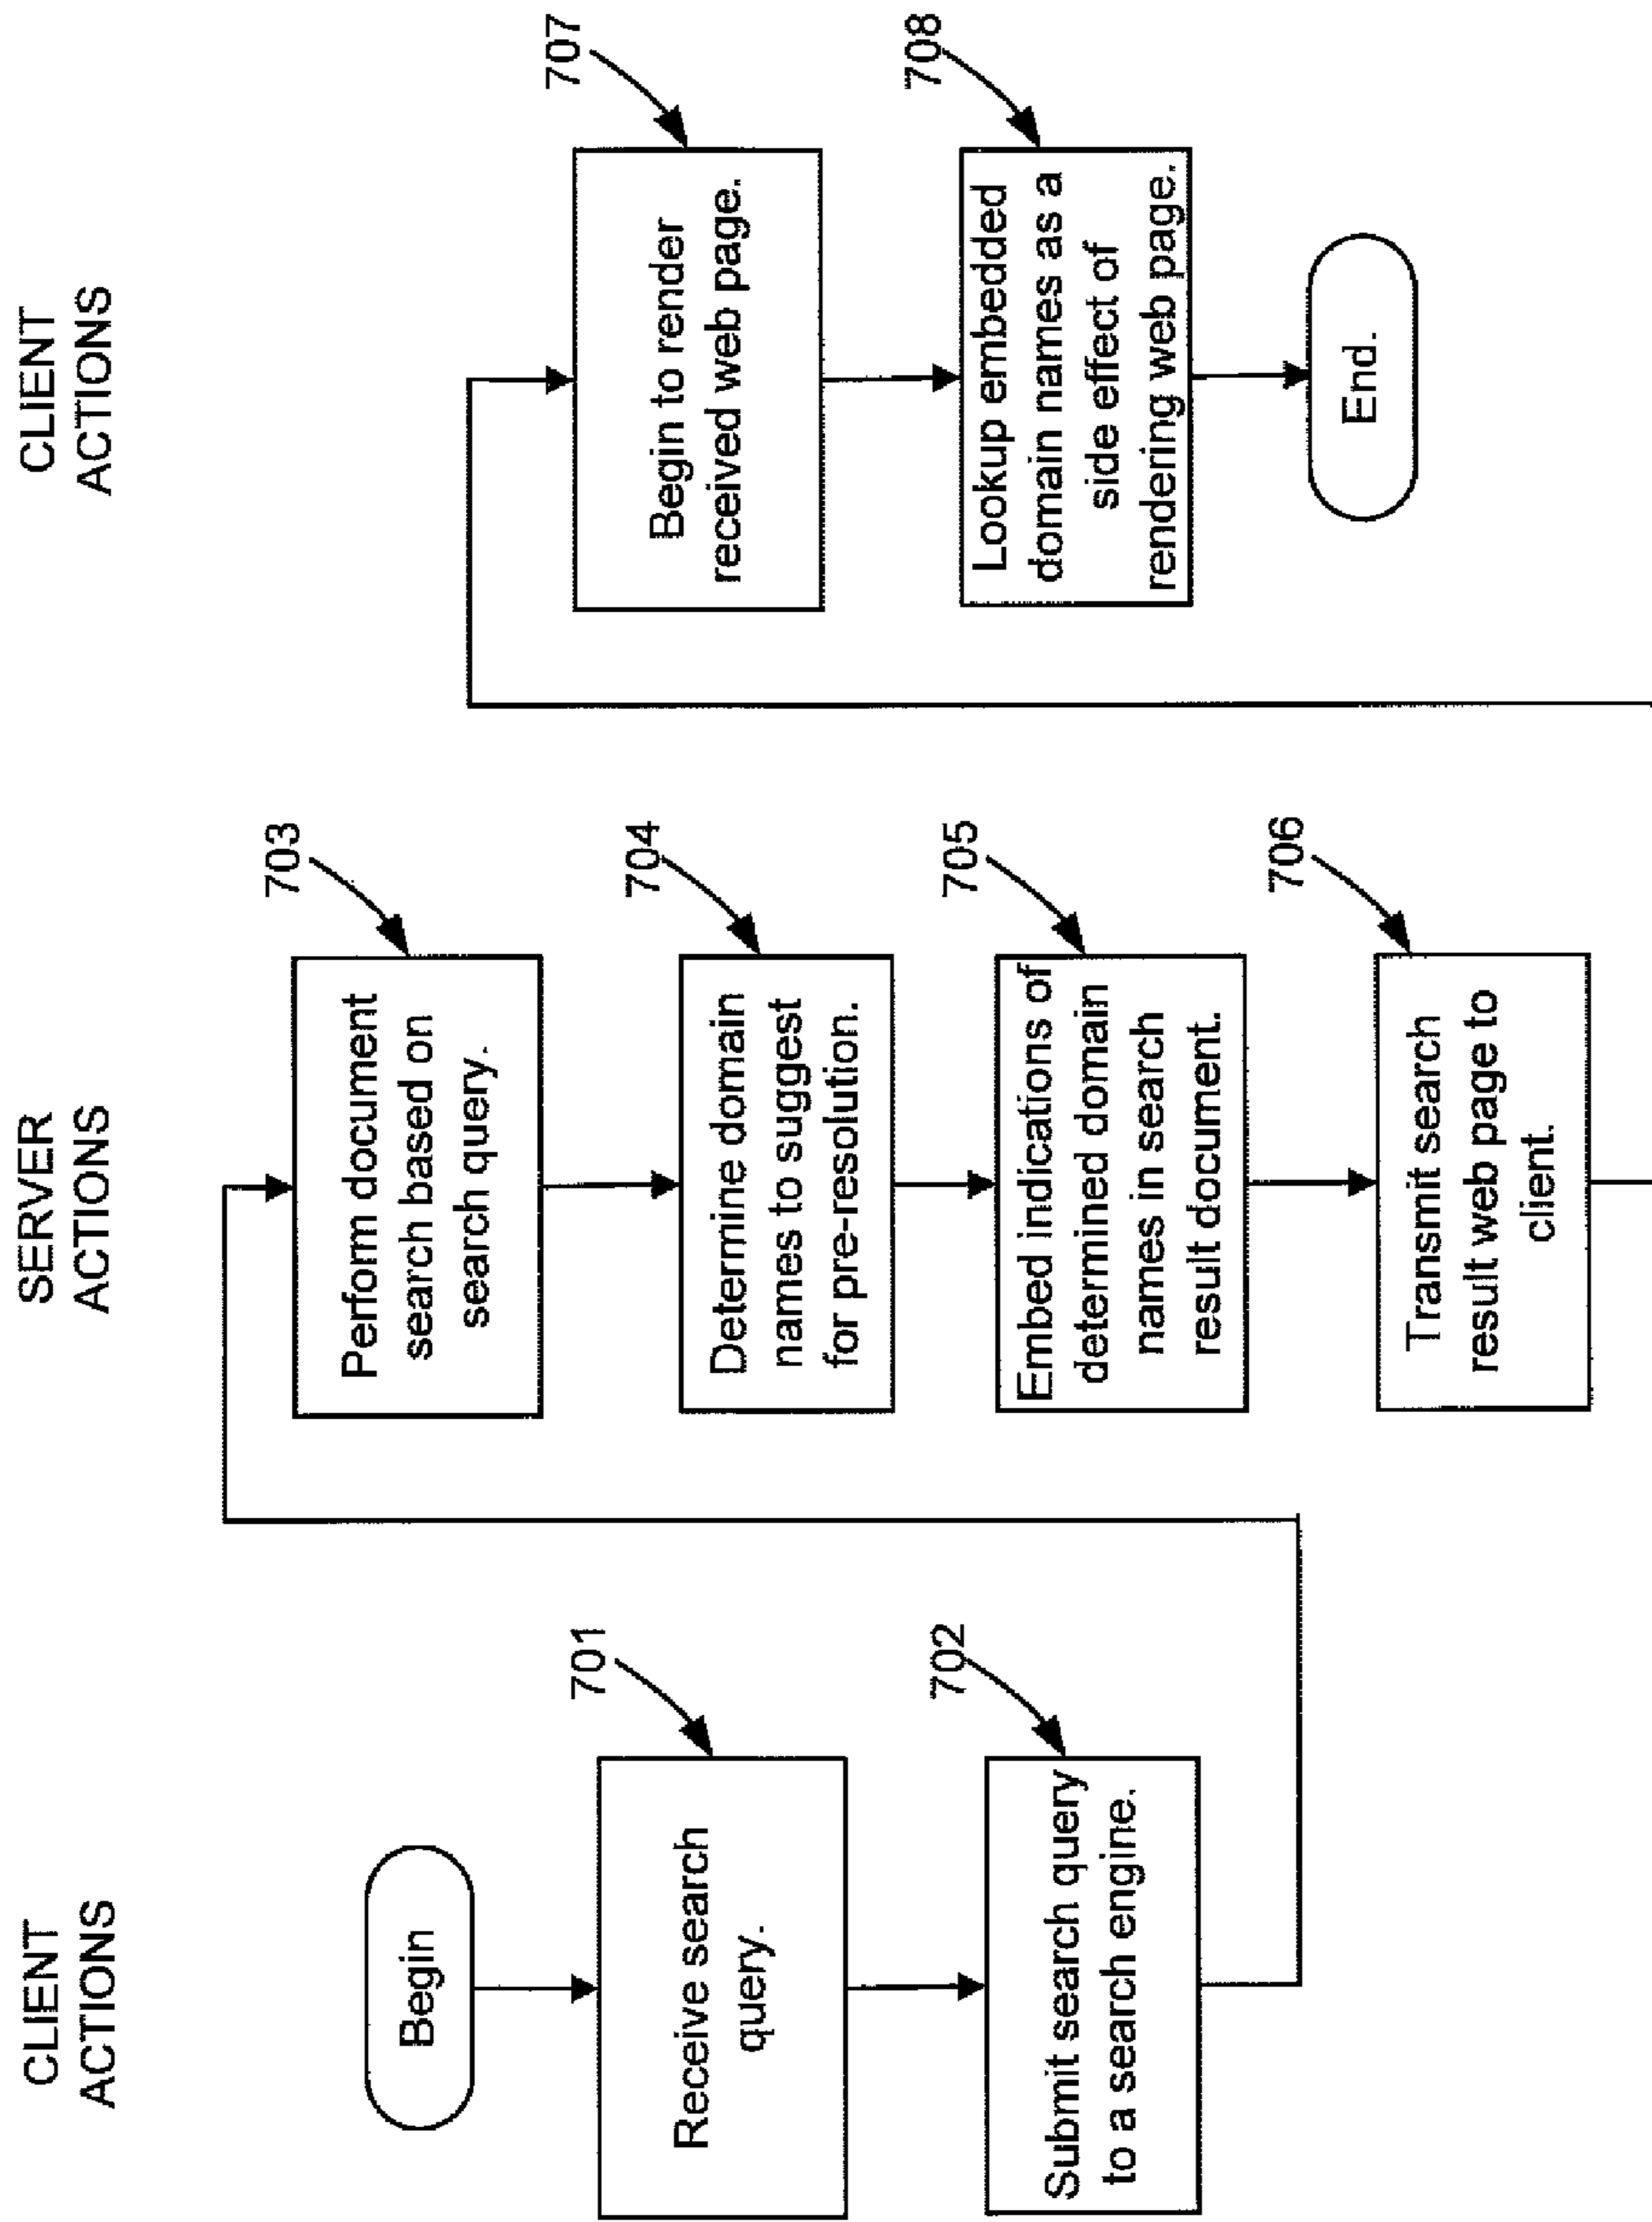 CLIENT
ACTIONS
Begin
701
Receive search
query.
702
Submit search query
to a search engine.
SERVER
ACTIONS
703
Perform document
search based on
search query.
704
Determine domain
names to suggest
for pre-resolution.
705
Embed indications of
determined domain
names in search
result document.
706
Transmit search
result web page to
client.
CLIENT
ACTIONS
707
Begin to render
received web page.
708
Lookup embedded
domain names as a
side effect of
rendering web page.
End.